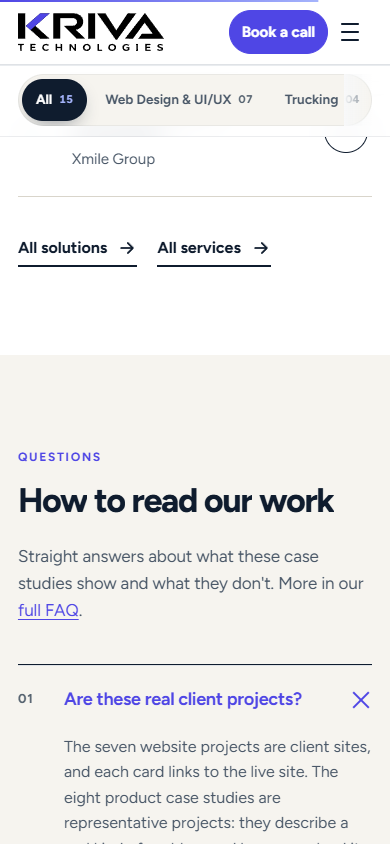 KRIVA
TECHNOLOGIES
Book a call
All 15
Web Design & UI/UX 07
Trucking 04
Xmile Group
All solutions →
All services →
QUESTIONS
How to read our work
Straight answers about what these case
studies show and what they don't. More in our
full FAQ.
01
Are these real client projects?
The seven website projects are client sites,
and each card links to the live site. The
eight product case studies are
representative projects: they describe a